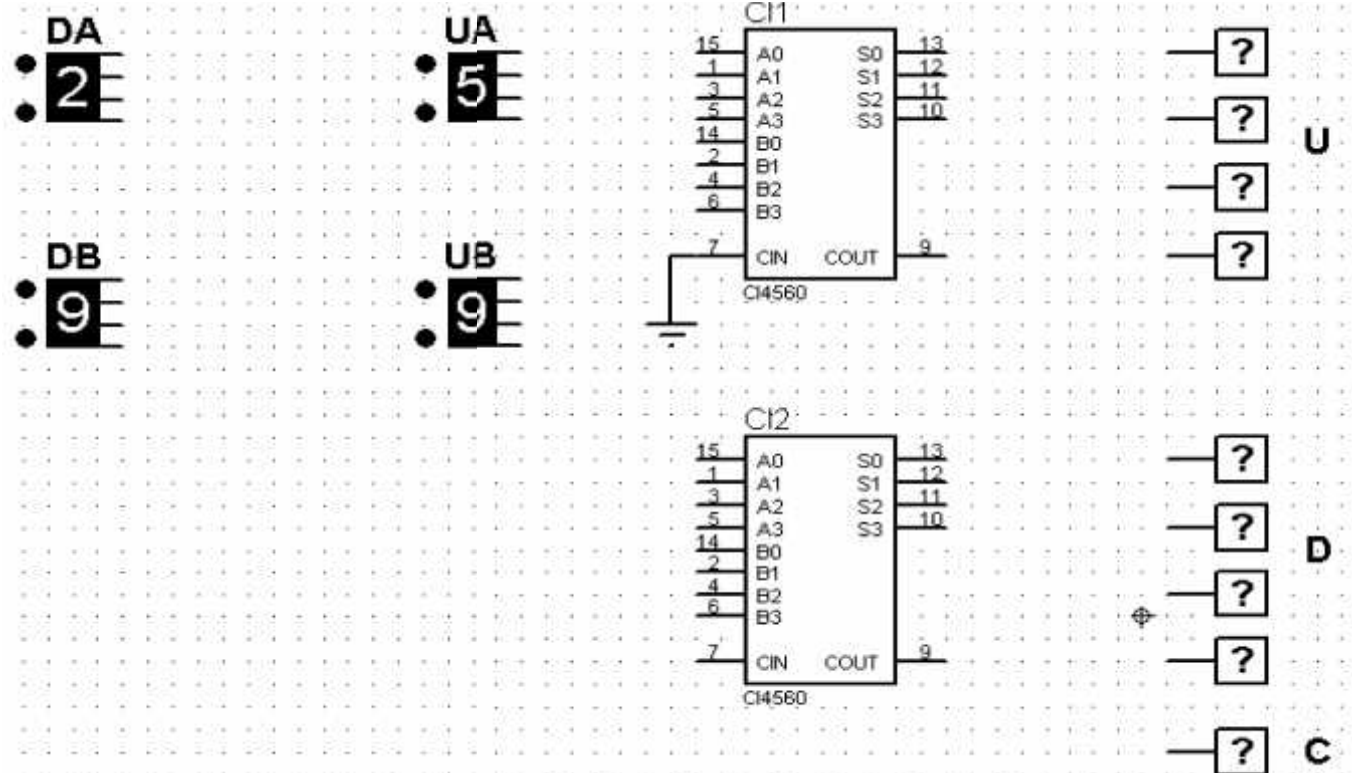 DA
2
UA
5
CI1
15 A0 S0 13
1 A1 S1 12
3 A2 S2 11
5 A3 S3 10
14 B0
2 B1
4 B2
6 B3
7 CIN COUT 9
CI4560
?
?
?
?
U
DB
9
UB
9
CI2
15 A0 S0 13
1 A1 S1 12
3 A2 S2 11
5 A3 S3 10
14 B0
2 B1
4 B2
6 B3
7 CIN COUT 9
CI4560
?
?
?
?
D
?
C